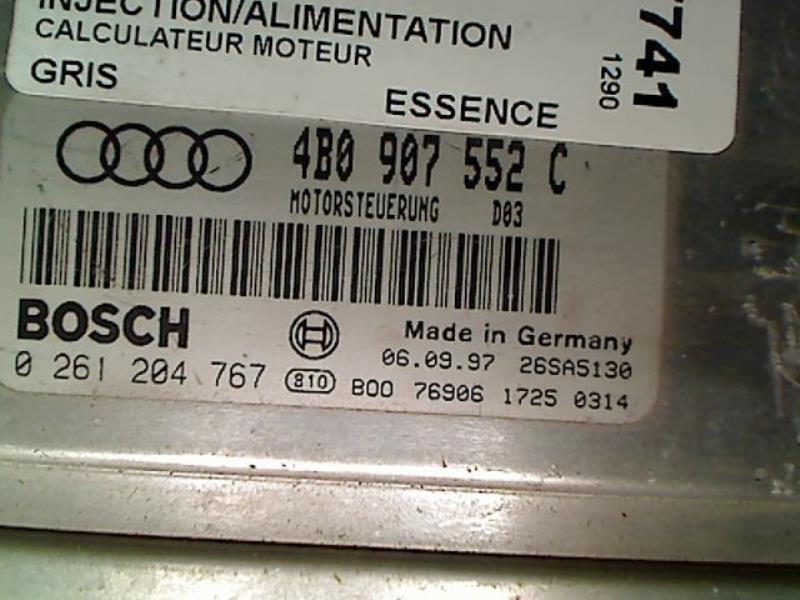 INJECTION/ALIMENTATION
CALCULATEUR MOTEUR
GRIS
ESSENCE
741
1290
4B0 907 552 C
MOTORSTEUERUNG D03
BOSCH
Made in Germany
06.09.97 26SA5130
0 261 204 767 810 B00 76906 1725 0314